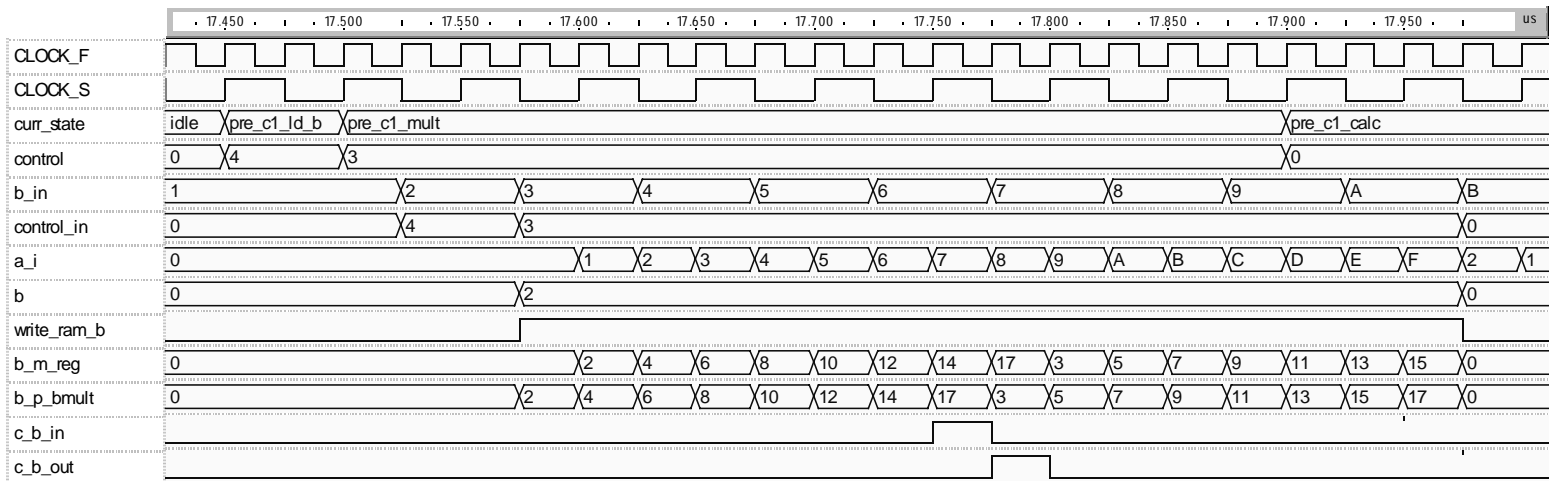 17.450 17.500 17.550 17.600 17.650 17.700 17.750 17.800 17.850 17.900 17.950 us
CLOCK_F
CLOCK_S
curr_state idle pre_c1_ld_b pre_c1_mult pre_c1_calc
control 0 4 3 0
b_in 1 2 3 4 5 6 7 8 9 A B
control_in 0 4 3 0
a_i 0 1 2 3 4 5 6 7 8 9 A B C D E F 2 1
b 0 2 0
write_ram_b
b_m_reg 0 2 4 6 8 10 12 14 17 3 5 7 9 11 13 15 0
b_p_bmult 0 2 4 6 8 10 12 14 17 3 5 7 9 11 13 15 17 0
c_b_in
c_b_out